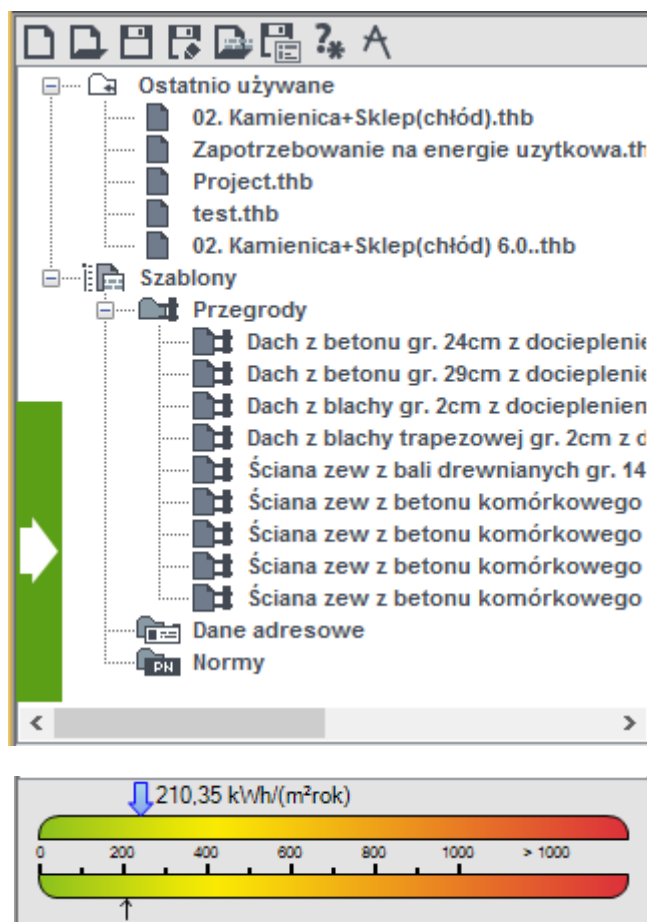 Ostatnio używane
02. Kamienica+Sklep(chłód).thb
Zapotrzebowanie na energie uzytkowa.th
Project.thb
test.thb
02. Kamienica+Sklep(chłód) 6.0..thb
Szablony
Przegrody
Dach z betonu gr. 24cm z docieplenie
Dach z betonu gr. 29cm z docieplenie
Dach z blachy gr. 2cm z docieplenien
Dach z blachy trapezowej gr. 2cm z d
Ściana zew z bali drewnianych gr. 14
Ściana zew z betonu komórkowego
Ściana zew z betonu komórkowego
Ściana zew z betonu komórkowego
Ściana zew z betonu komórkowego
Dane adresowe
PN Normy
210,35 kWh/(m²rok)
0 200 400 600 800 1000 > 1000